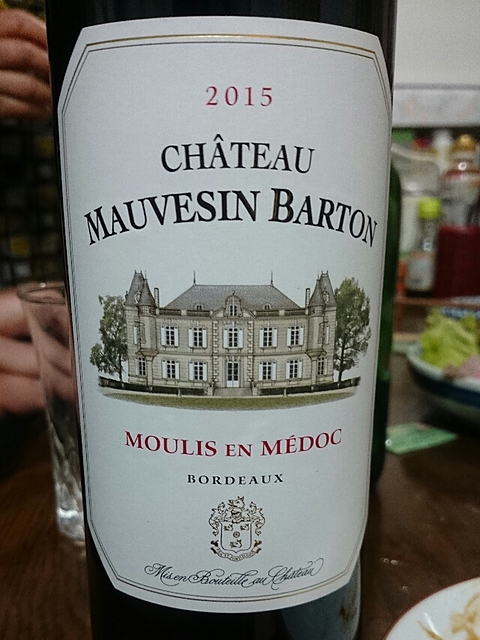 2015
CHÂTEAU
MAUVESIN BARTON
MOULIS EN MÉDOC
BORDEAUX
Mis en Bouteille au Château